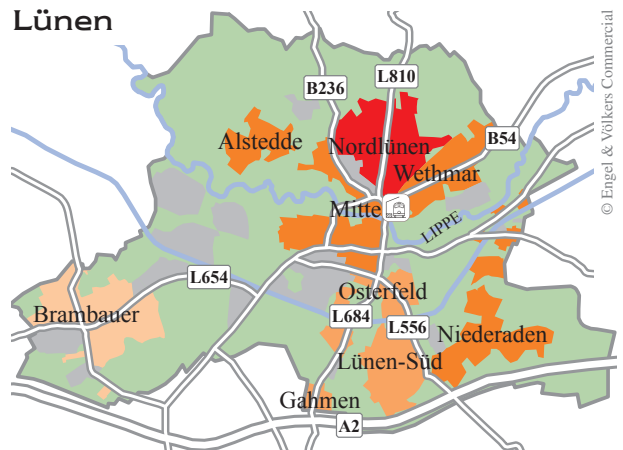 Lünen
© Engel & Völkers Commercial
L810
B236
B54
Nordlünen
Alstedde
Wethmar
Mitte
LIPPE
L654
Osterfeld
Brambauer
L684
L556
Niederaden
Lünen-Süd
Gahmen
A2